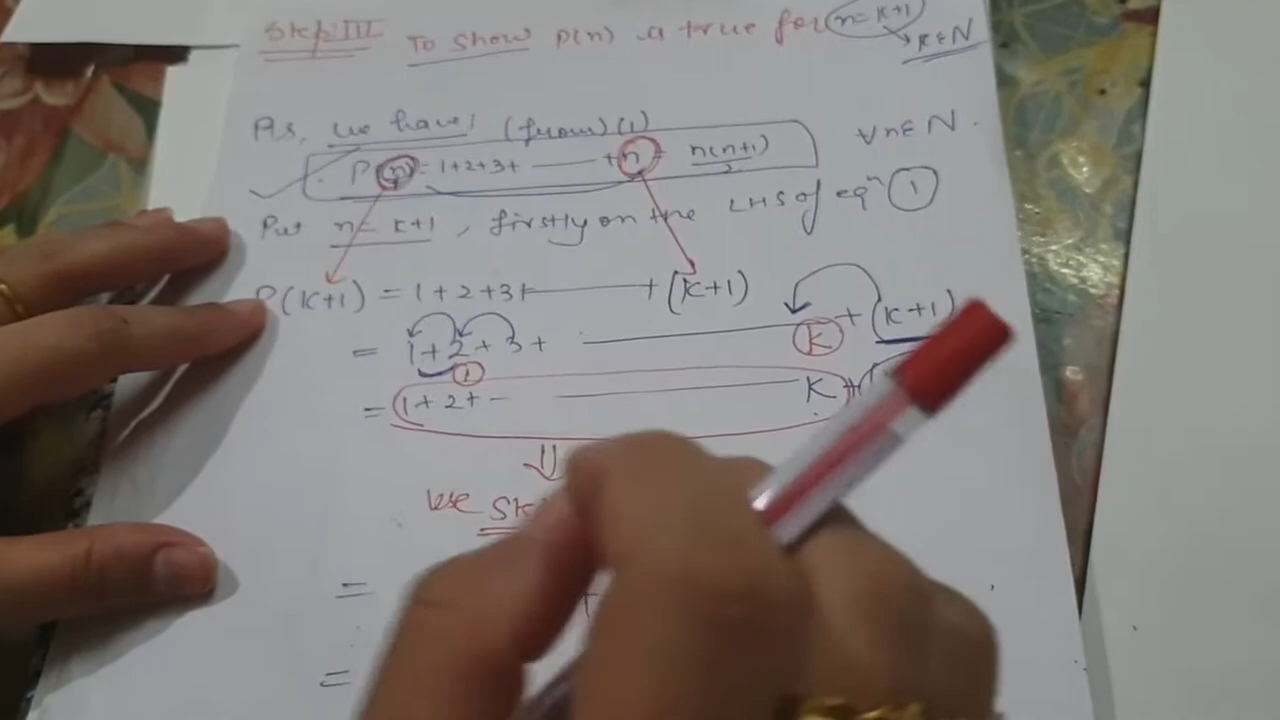 Step III To show P(n) is true for n = k+1
k ∈ N
As, we have, (from) (1)
P(n) = 1+2+3+ —— + n = n(n+1)/2 ∀ n ∈ N.
Put n = k+1, firstly on the LHS of eqⁿ ①
P(k+1) = 1+2+3+ —— + (k+1)
= 1+2+3+ —— k + (k+1)
①
= 1+2+ - —— k +
use
=
=